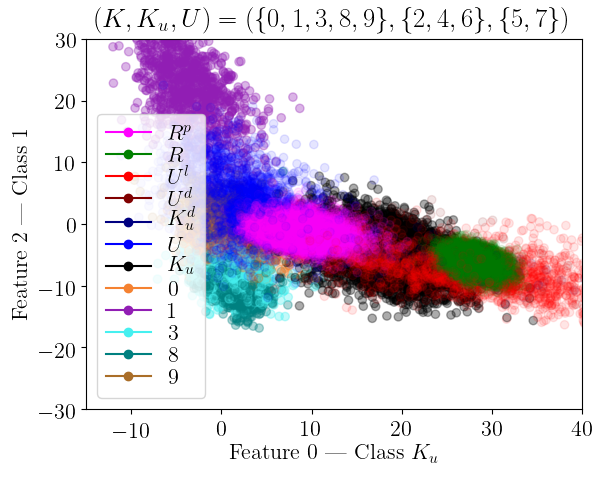 (K, K_u, U) = ({0, 1, 3, 8, 9}, {2, 4, 6}, {5, 7})
30
20
10
0
−10
−20
−30
Feature 2 — Class 1
R^p
R
U^l
U^d
K_u^d
U
K_u
0
1
3
8
9
−10 0 10 20 30 40
Feature 0 — Class K_u